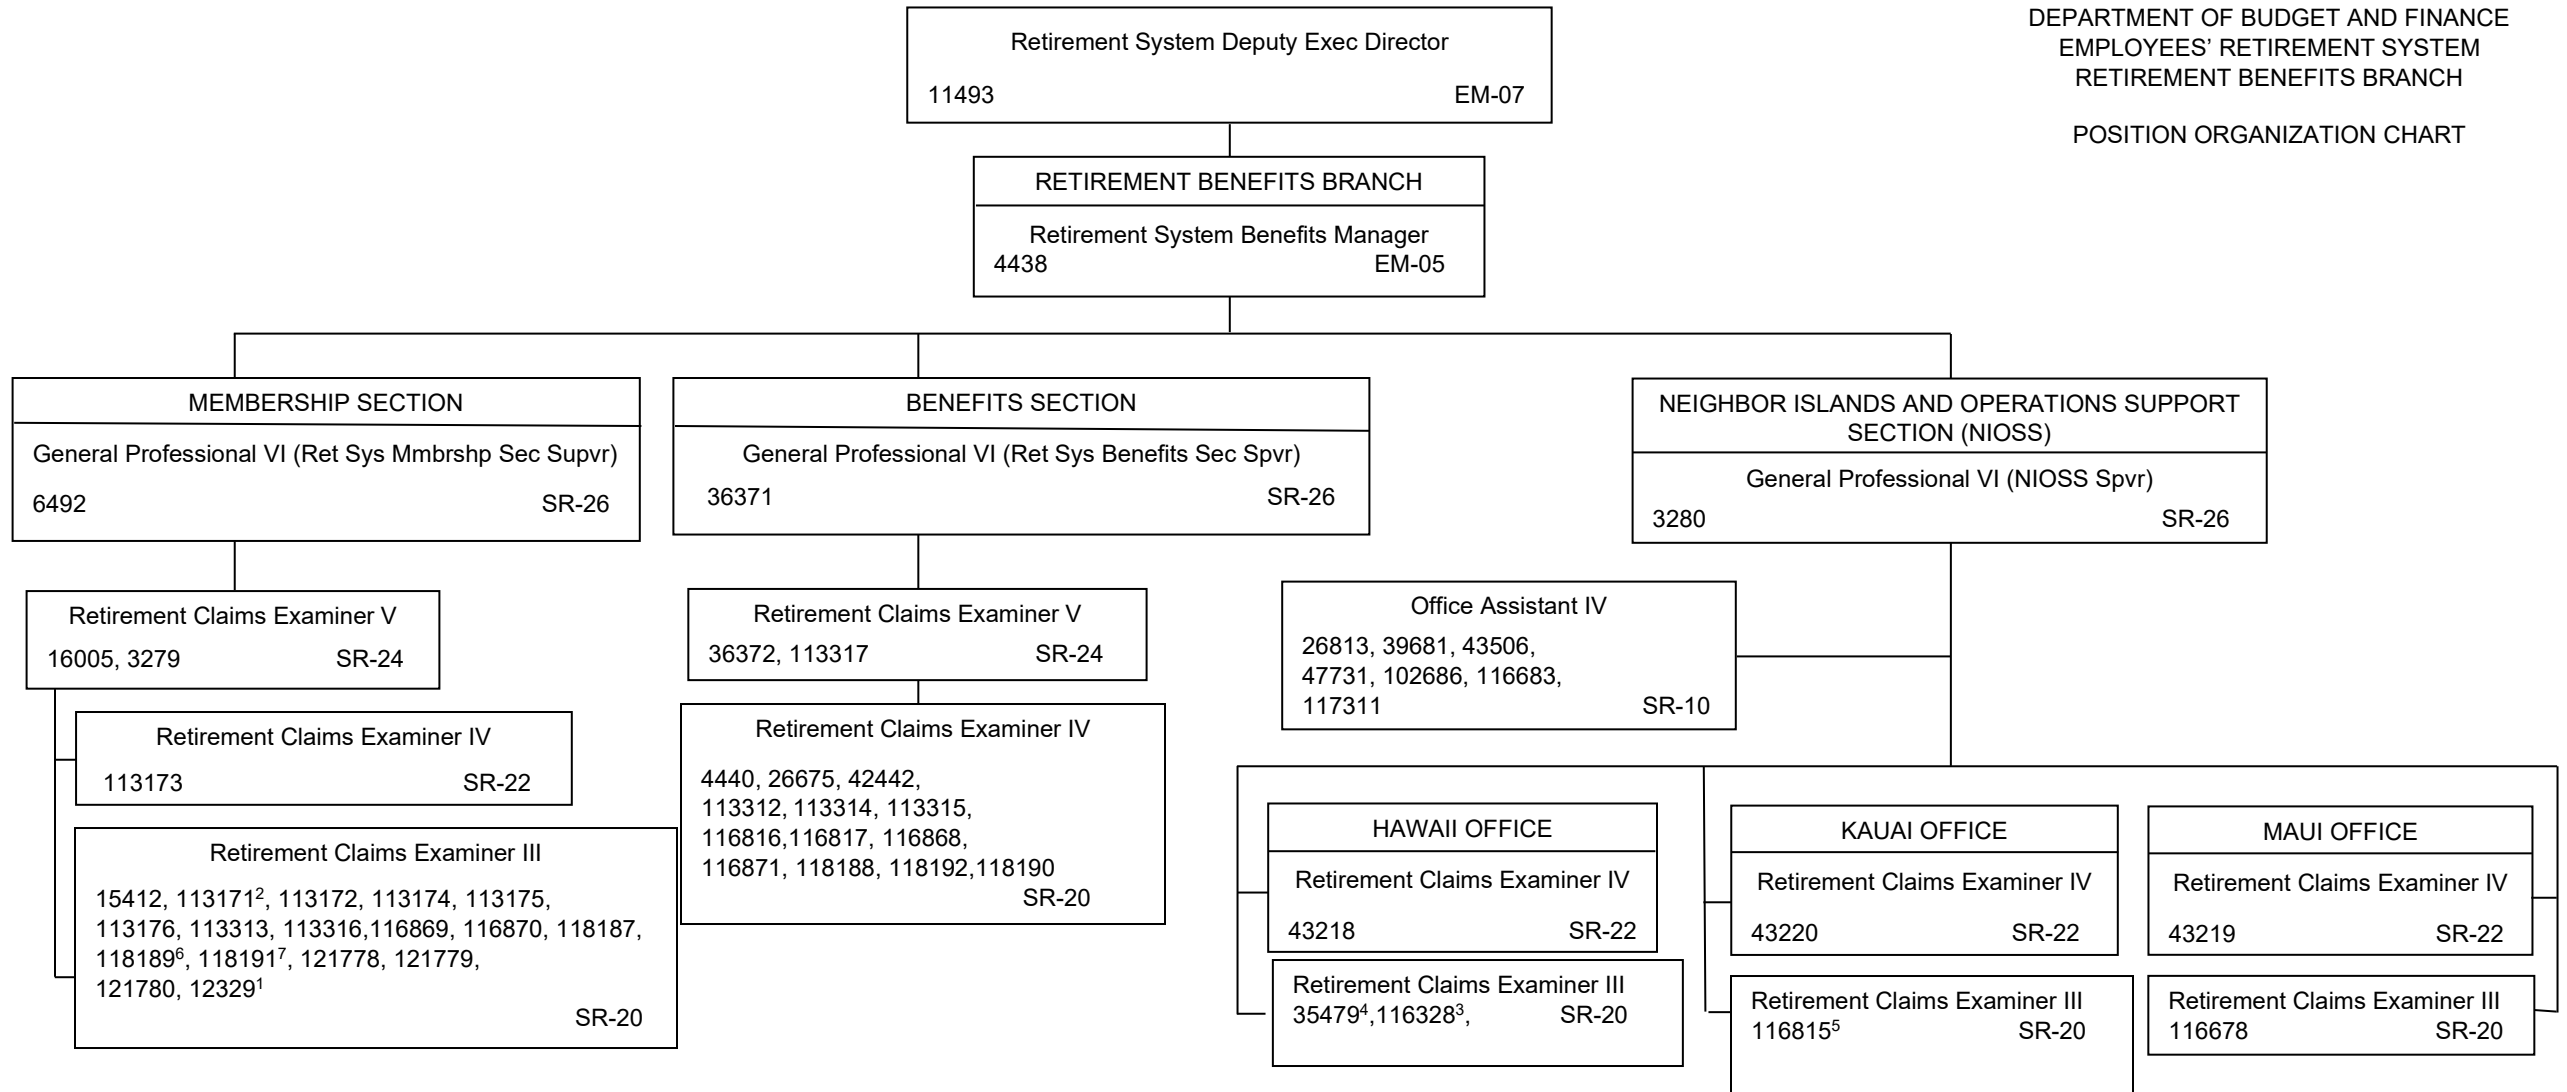 DEPARTMENT OF BUDGET AND FINANCE
EMPLOYEES’ RETIREMENT SYSTEM
RETIREMENT BENEFITS BRANCH
POSITION ORGANIZATION CHART
Retirement System Deputy Exec Director
11493 EM-07
RETIREMENT BENEFITS BRANCH
Retirement System Benefits Manager
4438 EM-05
MEMBERSHIP SECTION
General Professional VI (Ret Sys Mmbrshp Sec Supvr)
6492 SR-26
Retirement Claims Examiner V
16005, 3279 SR-24
Retirement Claims Examiner IV
113173 SR-22
Retirement Claims Examiner III
15412, 113171², 113172, 113174, 113175,
113176, 113313, 113316,116869, 116870, 118187,
118189⁶, 118191⁷, 121778, 121779,
121780, 12329¹
SR-20
BENEFITS SECTION
General Professional VI (Ret Sys Benefits Sec Spvr)
36371 SR-26
Retirement Claims Examiner V
36372, 113317 SR-24
Retirement Claims Examiner IV
4440, 26675, 42442,
113312, 113314, 113315,
116816,116817, 116868,
116871, 118188, 118192,118190
SR-20
NEIGHBOR ISLANDS AND OPERATIONS SUPPORT
SECTION (NIOSS)
General Professional VI (NIOSS Spvr)
3280 SR-26
Office Assistant IV
26813, 39681, 43506,
47731, 102686, 116683,
117311 SR-10
HAWAII OFFICE
Retirement Claims Examiner IV
43218 SR-22
Retirement Claims Examiner III
35479⁴,116328³, SR-20
KAUAI OFFICE
Retirement Claims Examiner IV
43220 SR-22
Retirement Claims Examiner III
116815⁵ SR-20
MAUI OFFICE
Retirement Claims Examiner IV
43219 SR-22
Retirement Claims Examiner III
116678 SR-20